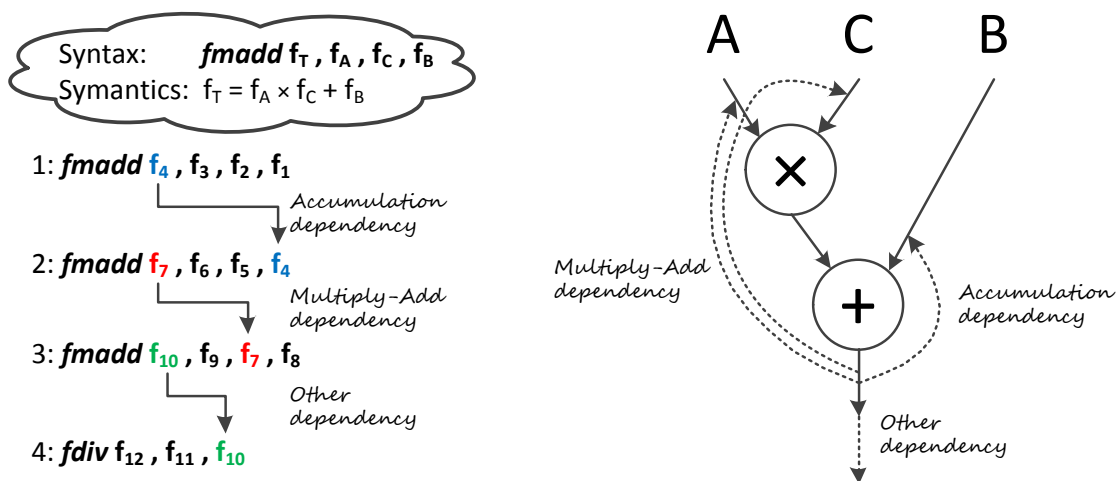 Syntax: fmadd fT , fA , fC , fB
Symantics: fT = fA × fC + fB
1: fmadd f4 , f3 , f2 , f1
Accumulation
dependency
2: fmadd f7 , f6 , f5 , f4
Multiply-Add
dependency
3: fmadd f10 , f9 , f7 , f8
Other
dependency
4: fdiv f12 , f11 , f10
A C B
×
+
Multiply-Add
dependency
Accumulation
dependency
Other
dependency